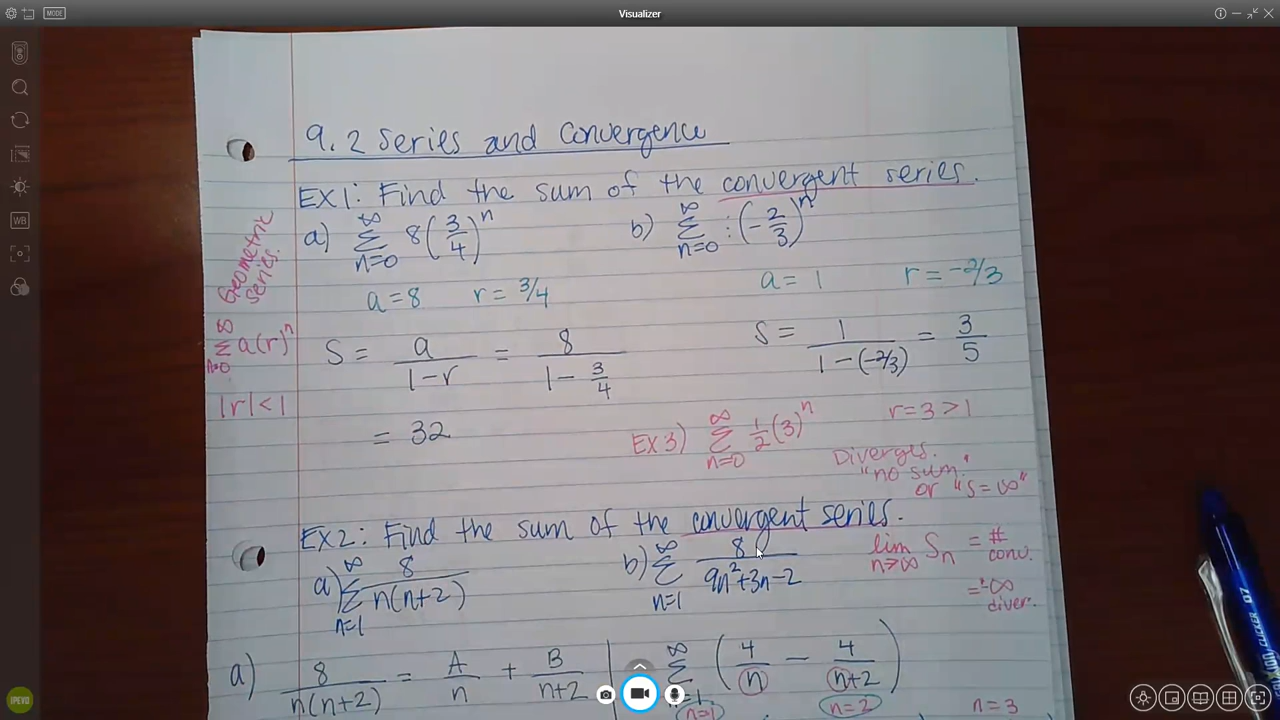 MODE
Visualizer
9.2 Series and Convergence
EX1: Find the sum of the convergent series.
a) ∑ n=0 ∞ 8(3/4)^n
b) ∑ n=0 ∞ : (-2/3)^n
Geometric series.
a = 8 r = 3/4
a = 1 r = -2/3
∑ n=0 ∞ a(r)^n
S = a/(1-r) = 8/(1 - 3/4)
S = 1/(1-(-2/3)) = 3/5
|r| < 1
= 32
EX3) ∑ n=0 ∞ 1/2(3)^n
r = 3 > 1
Diverges.
"no sum."
or "S = ∞"
EX2: Find the sum of the convergent series.
a) ∑ n=1 ∞ 8/(n(n+2))
b) ∑ n=1 ∞ 8/(9n²+3n-2)
lim n→∞ Sn = # conv.
diver.
a) 8/(n(n+2)) = A/n + B/(n+2)
∑ n=1 ∞ (4/n - 4/(n+2))
n=1 n=2 n=3
IPEVO